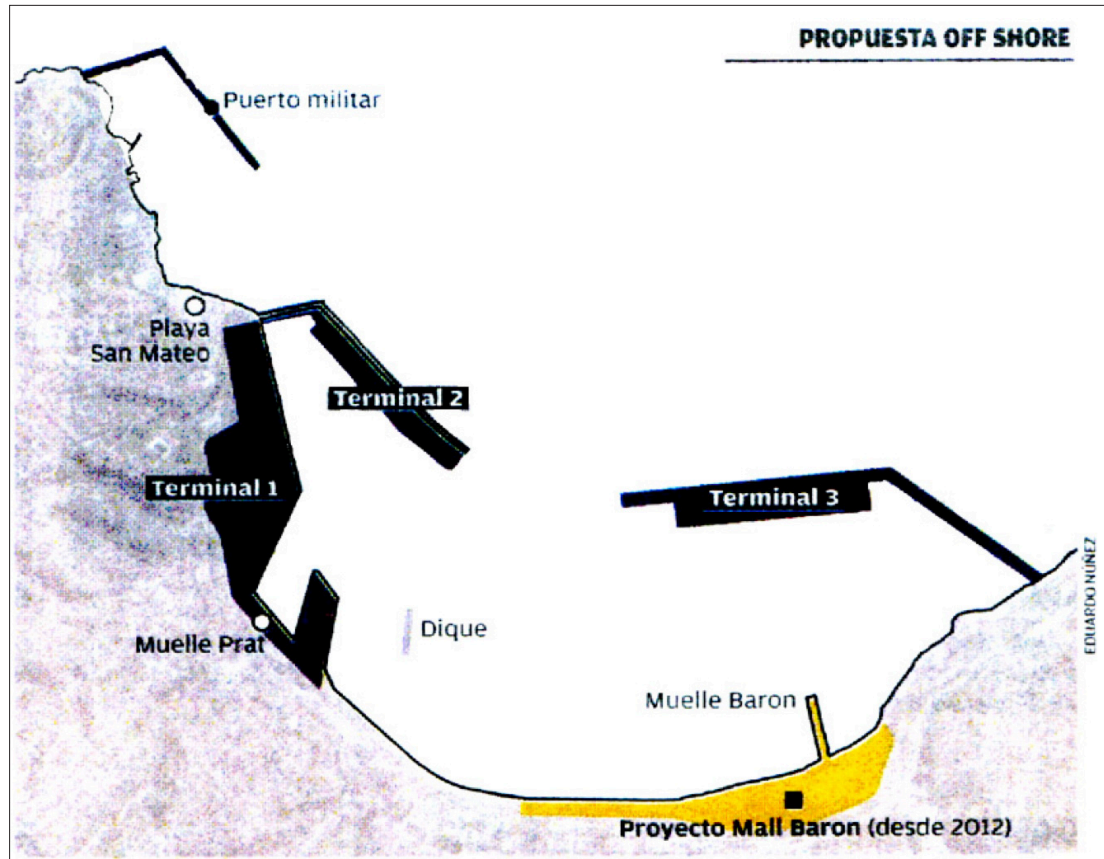 PROPUESTA OFF SHORE
Puerto militar
Playa
San Mateo
Terminal 2
Terminal 1
Terminal 3
EDUARDO NÚÑEZ
Dique
Muelle Prat
Muelle Baron
Proyecto Mall Baron (desde 2012)